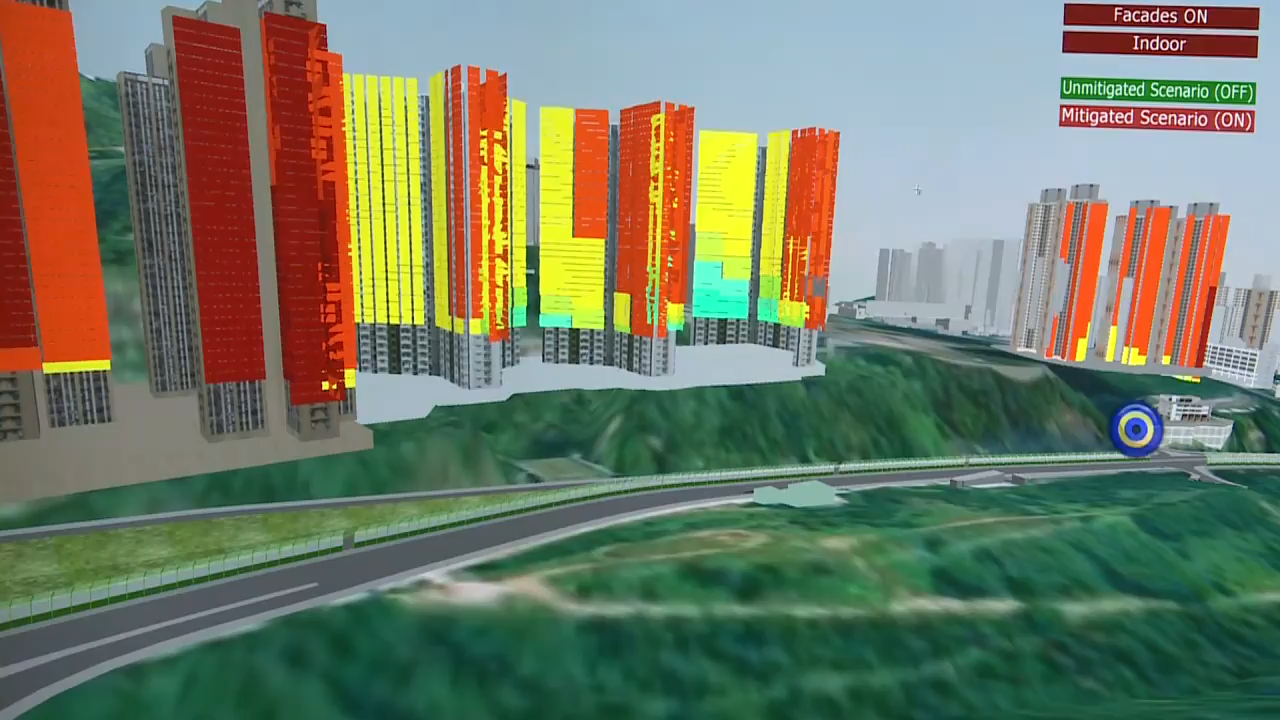 Facades ON
Indoor
Unmitigated Scenario (OFF)
Mitigated Scenario (ON)